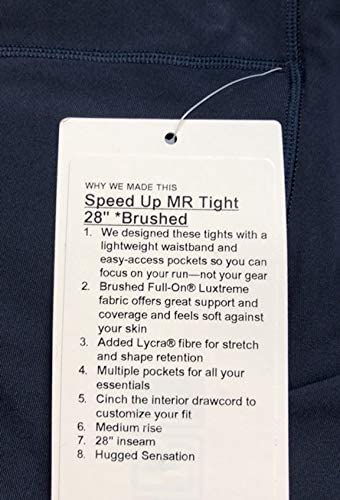 WHY WE MADE THIS
Speed Up MR Tight
28" *Brushed
1. We designed these tights with a
lightweight waistband and
easy-access pockets so you can
focus on your run—not your gear
2. Brushed Full-On® Luxtreme
fabric offers great support and
coverage and feels soft against
your skin
3. Added Lycra® fibre for stretch
and shape retention
4. Multiple pockets for all your
essentials
5. Cinch the interior drawcord to
customize your fit
6. Medium rise
7. 28" inseam
8. Hugged Sensation